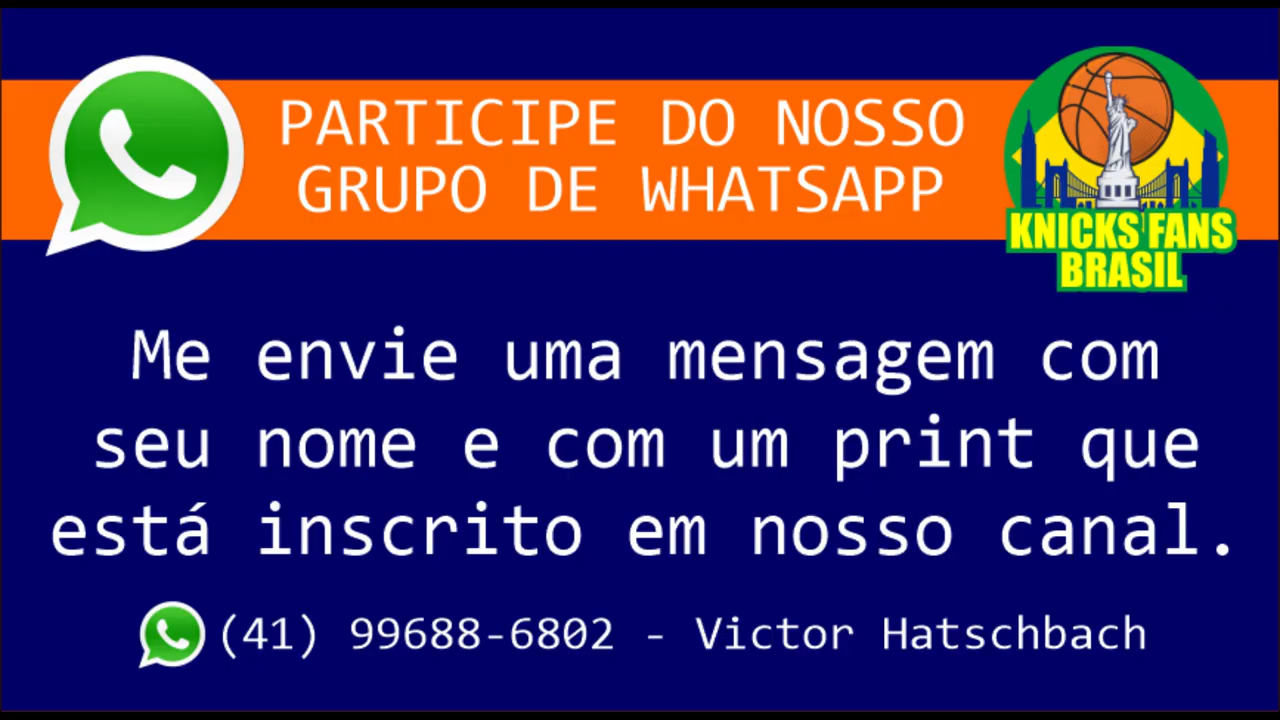 PARTICIPE DO NOSSO
GRUPO DE WHATSAPP
KNICKS FANS
BRASIL
Me envie uma mensagem com
seu nome e com um print que
está inscrito em nosso canal.
(41) 99688-6802 - Victor Hatschbach